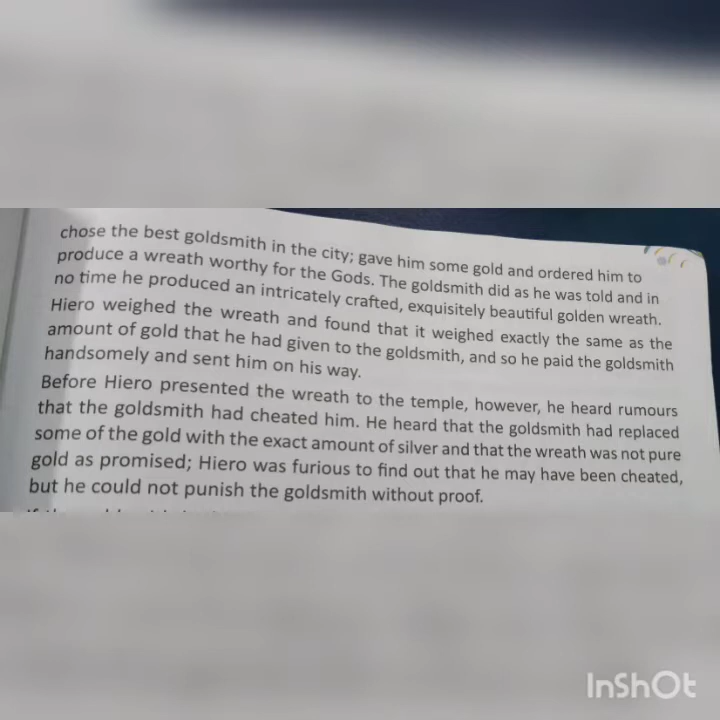 chose the best goldsmith in the city; gave him some gold and ordered him to
produce a wreath worthy for the Gods. The goldsmith did as he was told and in
no time he produced an intricately crafted, exquisitely beautiful golden wreath.
Hiero weighed the wreath and found that it weighed exactly the same as the
amount of gold that he had given to the goldsmith, and so he paid the goldsmith
handsomely and sent him on his way.
Before Hiero presented the wreath to the temple, however, he heard rumours
that the goldsmith had cheated him. He heard that the goldsmith had replaced
some of the gold with the exact amount of silver and that the wreath was not pure
gold as promised; Hiero was furious to find out that he may have been cheated,
but he could not punish the goldsmith without proof.
InShOt